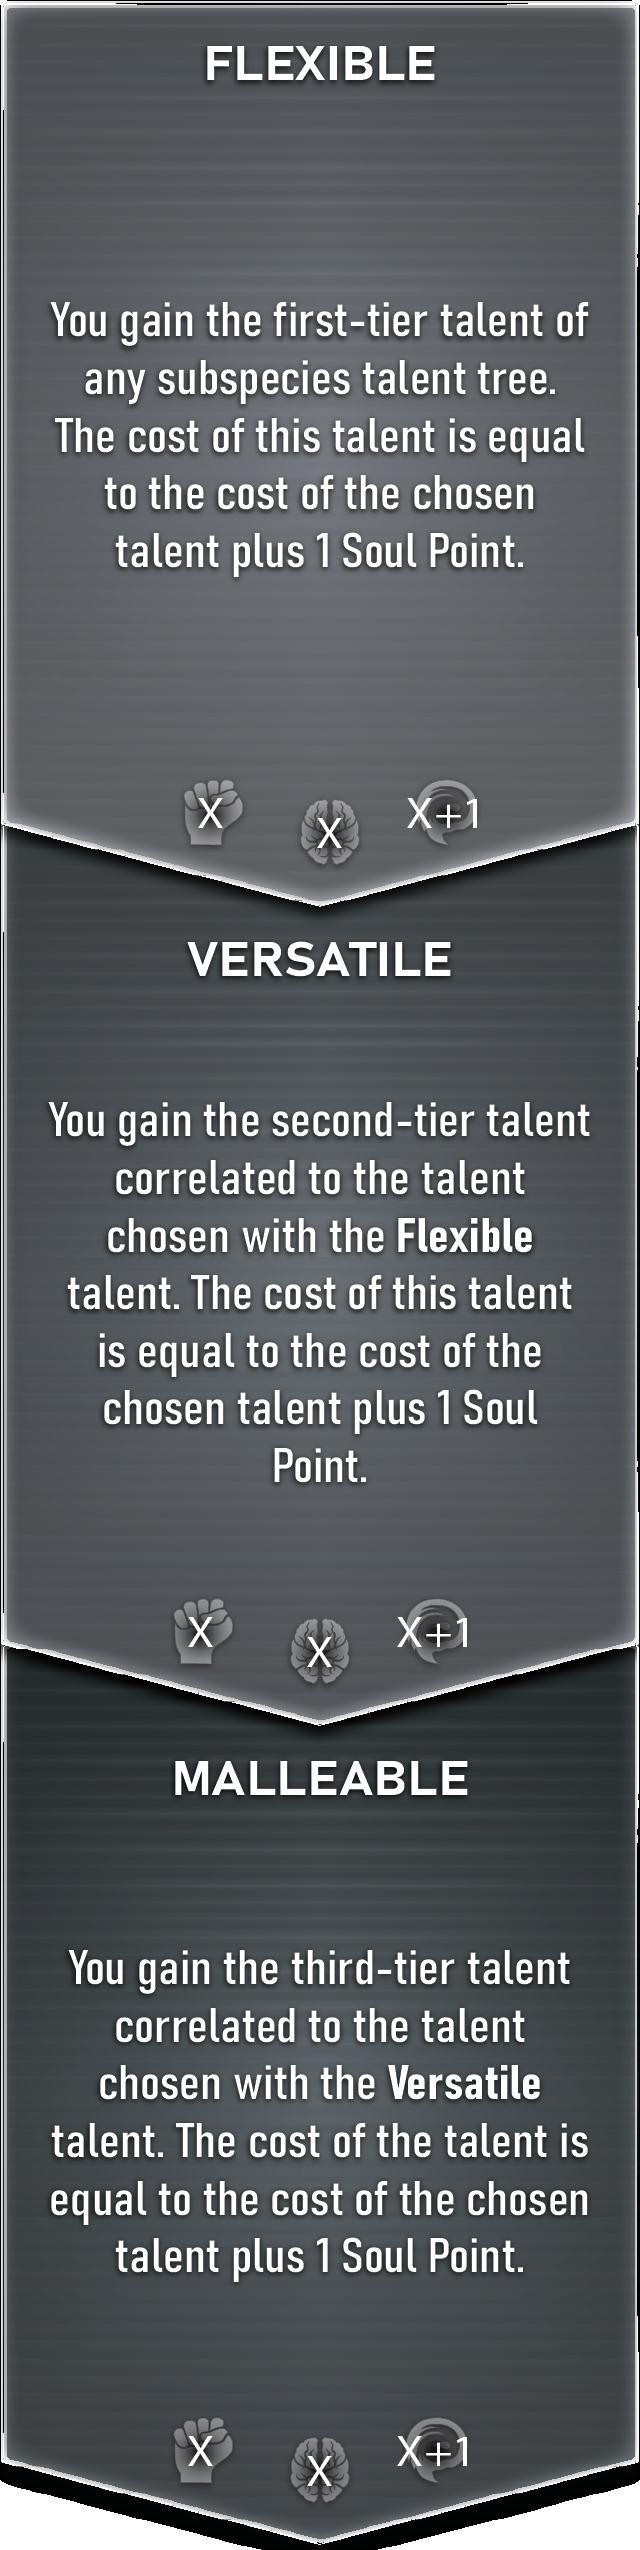 FLEXIBLE
You gain the first-tier talent of
any subspecies talent tree.
The cost of this talent is equal
to the cost of the chosen
talent plus 1 Soul Point.
X X X+1
VERSATILE
You gain the second-tier talent
correlated to the talent
chosen with the Flexible
talent. The cost of this talent
is equal to the cost of the
chosen talent plus 1 Soul
Point.
X X X+1
MALLEABLE
You gain the third-tier talent
correlated to the talent
chosen with the Versatile
talent. The cost of the talent is
equal to the cost of the chosen
talent plus 1 Soul Point.
X X X+1